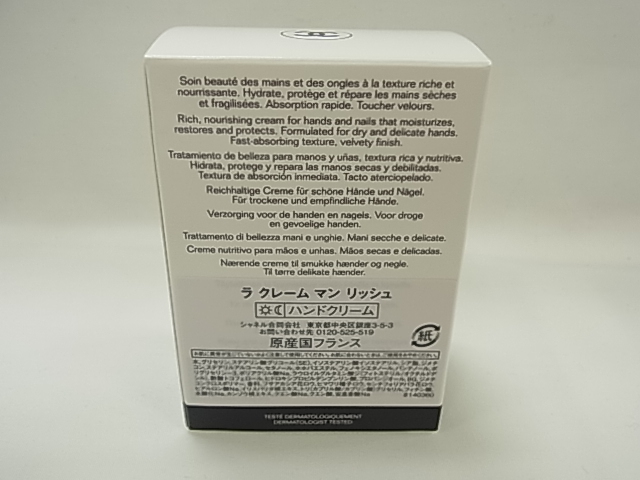 Soin beauté des mains et des ongles à la texture riche et
nourrissante. Hydrate, protège et répare les mains sèches
et fragilisées. Absorption rapide. Toucher velours.
Rich, nourishing cream for hands and nails that moisturizes,
restores and protects. Formulated for dry and delicate hands.
Fast-absorbing texture, velvety finish.
Tratamiento de belleza para manos y uñas, textura rica y nutritiva.
Hidrata, protege y repara las manos secas y debilitadas.
Textura de absorción inmediata. Tacto aterciopelado.
Reichhaltige Creme für schöne Hände und Nägel.
Für trockene und empfindliche Hände.
Verzorging voor de handen en nagels. Voor droge
en gevoelige handen.
Trattamento di bellezza mani e unghie. Mani secche e delicate.
Creme nutritivo para mãos e unhas. Mãos secas e delicadas.
Nærende creme til smukke hænder og negle.
Til tørre delikate hænder.
ラ クレーム マン リッシュ
ハンドクリーム
シャネル合同会社 東京都中央区銀座3-5-3
お問い合わせ先 0120-525-519
紙
原産国フランス
TESTÉ DERMATOLOGIQUEMENT
DERMATOLOGIST TESTED